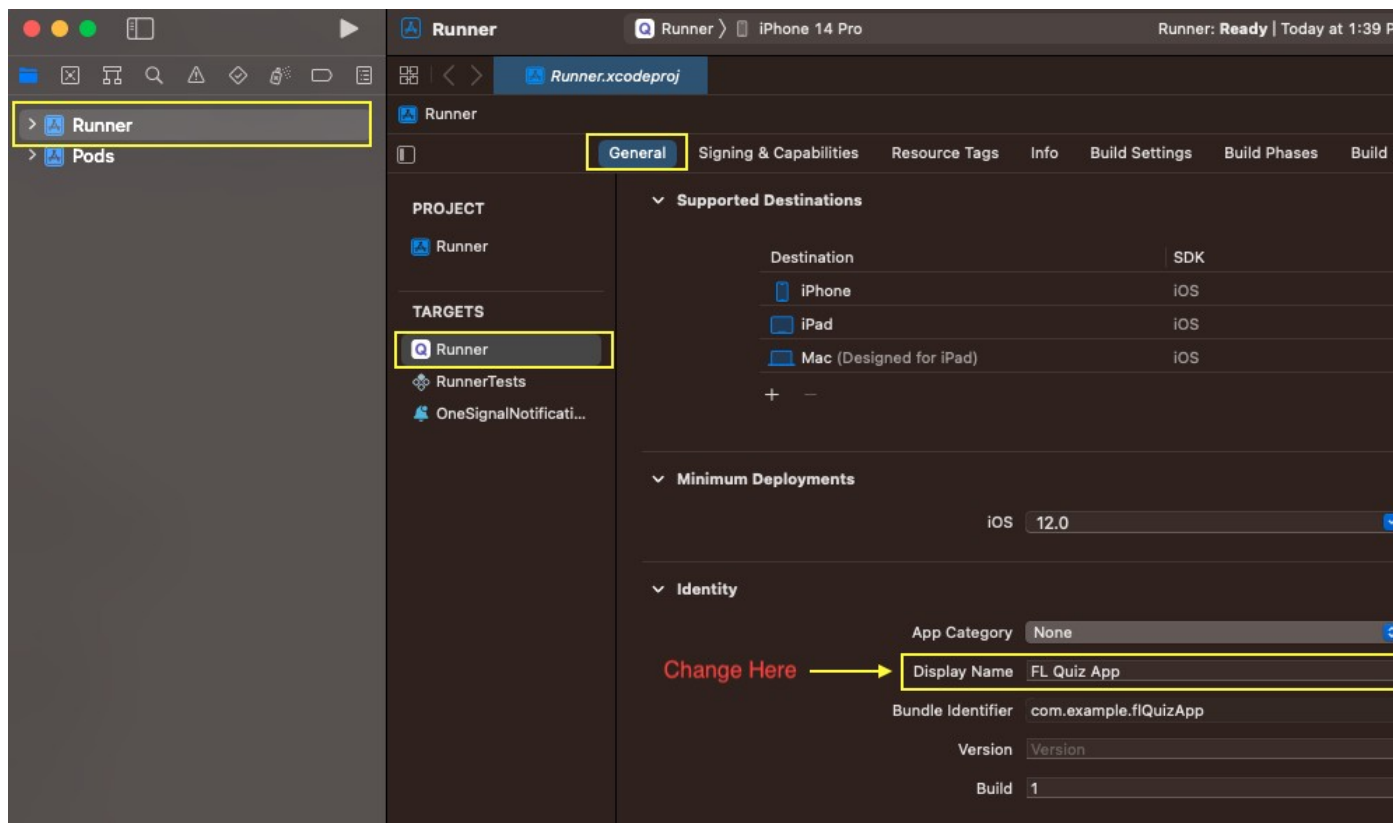 Runner
Runner 〉 iPhone 14 Pro
Runner: Ready | Today at 1:39 P
Runner.xcodeproj
Runner
Pods
Runner
General Signing & Capabilities Resource Tags Info Build Settings Build Phases Build
PROJECT
Runner
TARGETS
Runner
RunnerTests
OneSignalNotificati...
Supported Destinations
Destination SDK
iPhone iOS
iPad iOS
Mac (Designed for iPad) iOS
Minimum Deployments
iOS 12.0
Identity
App Category None
Change Here Display Name FL Quiz App
Bundle Identifier com.example.flQuizApp
Version Version
Build 1